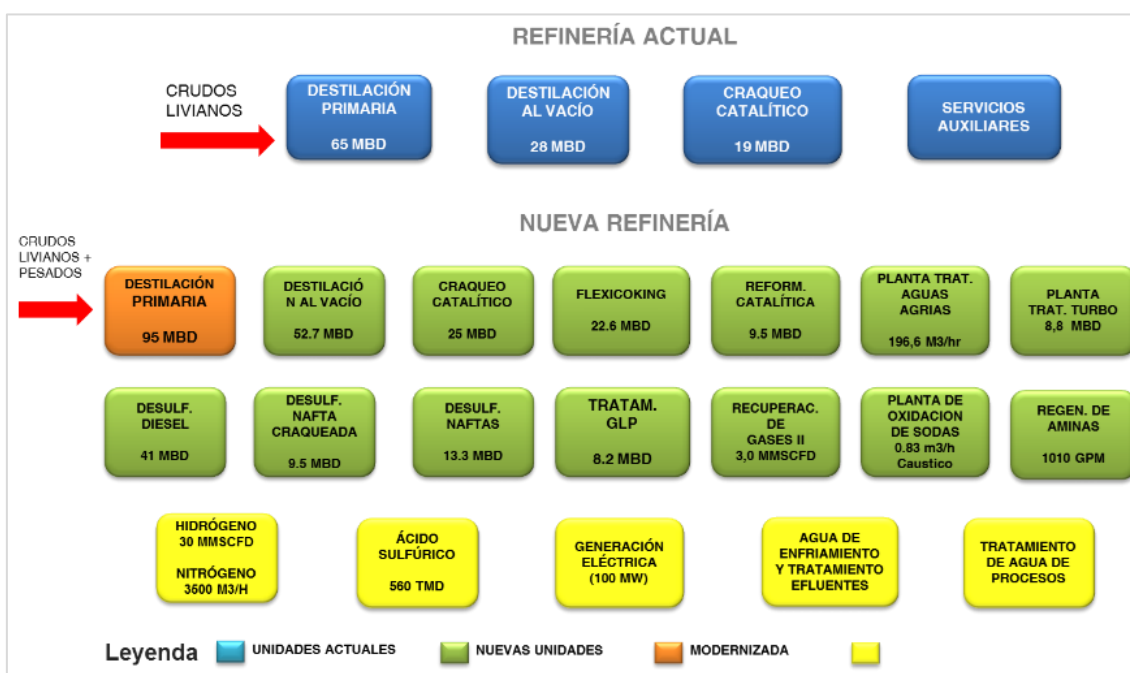 REFINERÍA ACTUAL
CRUDOS
LIVIANOS
DESTILACIÓN
PRIMARIA
65 MBD
DESTILACIÓN
AL VACÍO
28 MBD
CRAQUEO
CATALÍTICO
19 MBD
SERVICIOS
AUXILIARES
NUEVA REFINERÍA
CRUDOS
LIVIANOS +
PESADOS
DESTILACIÓN
PRIMARIA
95 MBD
DESTILACIÓ
N AL VACÍO
52.7 MBD
CRAQUEO
CATALÍTICO
25 MBD
FLEXICOKING
22.6 MBD
REFORM.
CATALÍTICA
9.5 MBD
PLANTA TRAT.
AGUAS
AGRIAS
196,6 M3/hr
PLANTA
TRAT. TURBO
8,8 MBD
DESULF.
DIESEL
41 MBD
DESULF.
NAFTA
CRAQUEADA
9.5 MBD
DESULF.
NAFTAS
13.3 MBD
TRATAM.
GLP
8.2 MBD
RECUPERAC.
DE
GASES II
3,0 MMSCFD
PLANTA DE
OXIDACION
DE SODAS
0.83 m3/h
Caustico
REGEN. DE
AMINAS
1010 GPM
HIDRÓGENO
30 MMSCFD
NITRÓGENO
3500 M3/H
ÁCIDO
SULFÚRICO
560 TMD
GENERACIÓN
ELÉCTRICA
(100 MW)
AGUA DE
ENFRIAMIENTO
Y TRATAMIENTO
EFLUENTES
TRATAMIENTO
DE AGUA DE
PROCESOS
Leyenda
UNIDADES ACTUALES
NUEVAS UNIDADES
MODERNIZADA